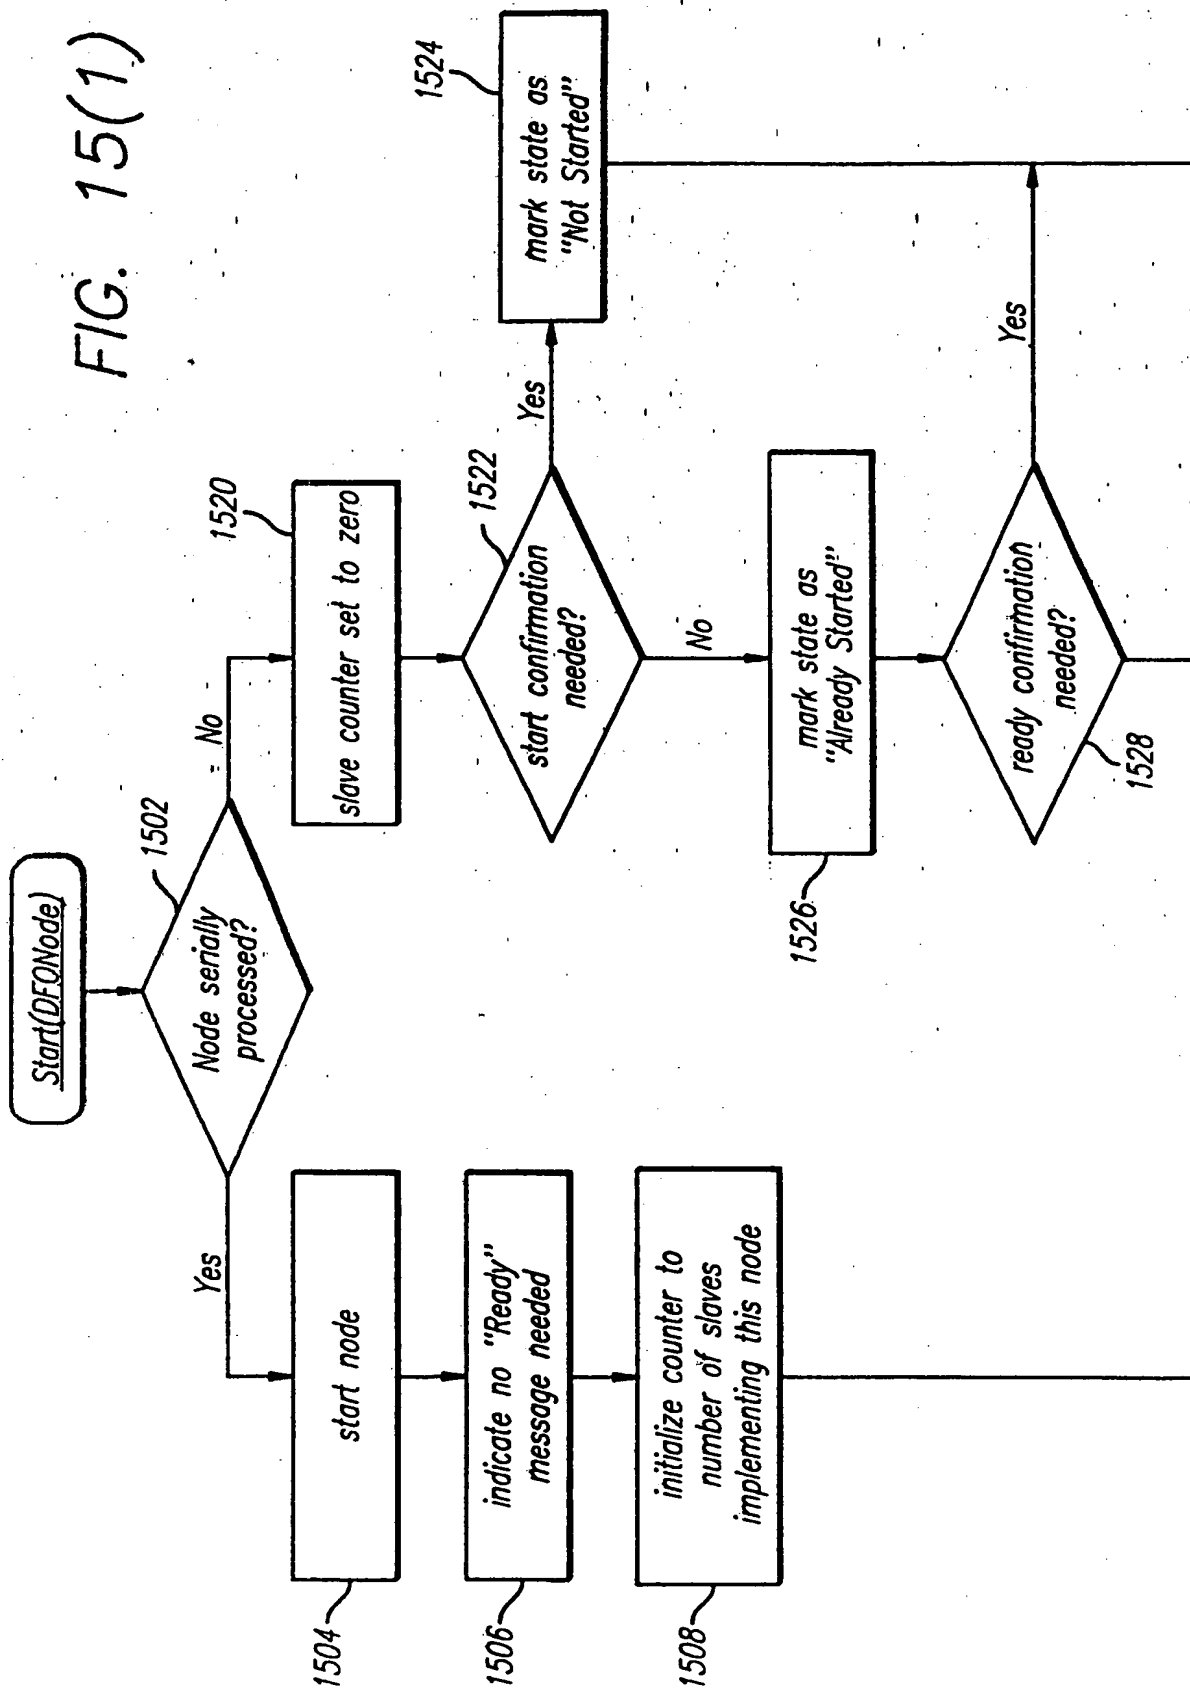 FIG. 15(1)
Start(DFONode)
1502
Node serially
processed?
Yes
No
1504
start node
1506
indicate no "Ready"
message needed
1508
initialize counter to
number of slaves
implementing this node
1520
slave counter set to zero
1522
start confirmation
needed?
Yes
1524
mark state as
"Not Started"
No
1526
mark state as
"Already Started"
ready confirmation
needed?
1528
Yes